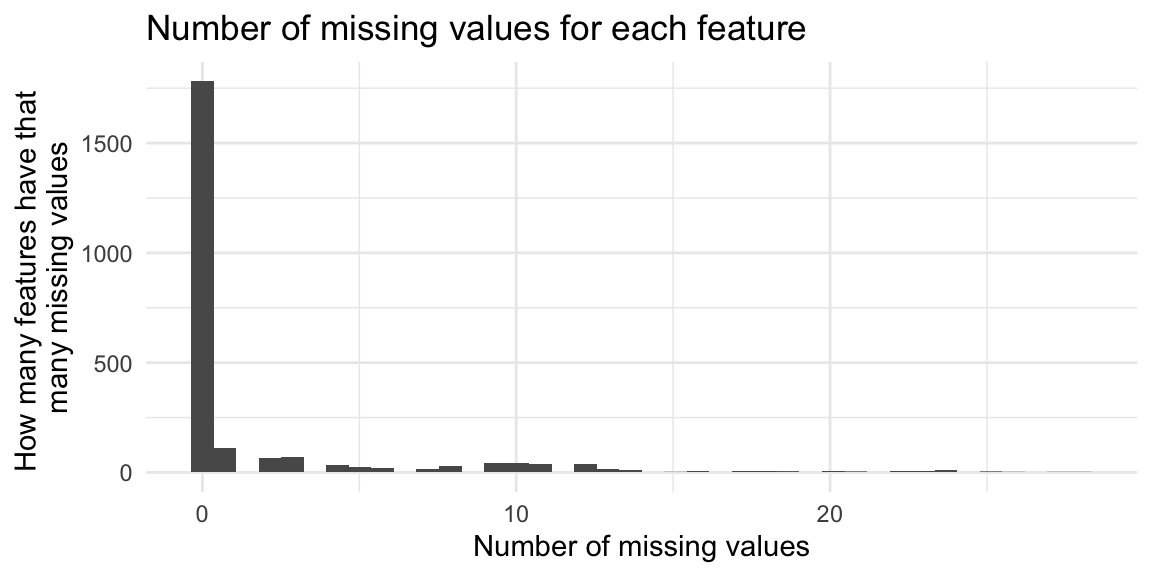 Number of missing values for each feature
How many features have that
many missing values
1500
1000
500
0
0
10
20
Number of missing values